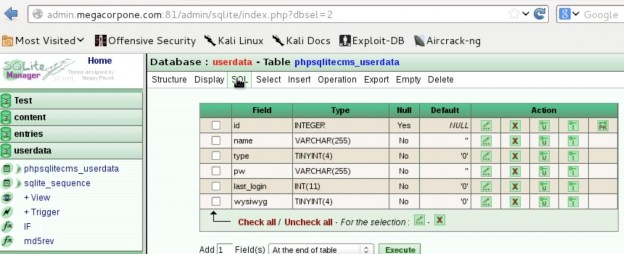 admin.megacorpone.com:81/admin/sqlite/index.php?dbsel=2
Google
Most Visited Offensive Security Kali Linux Kali Docs Exploit-DB Aircrack-ng
SQLite Manager
Home
Database : userdata - Table phpsqlitecms_userdata
Structure Display SQL Select Insert Operation Export Empty Delete
Test
content
entries
userdata
phpsqlitecms_userdata
sqlite_sequence
+ View
+ Trigger
IF
md5rev
Field Type Null Default Action
id INTEGER Yes NULL
name VARCHAR(255) No ''
type TINYINT(4) No '0'
pw VARCHAR(255) No ''
last_login INT(11) No '0'
wysiwyg TINYINT(4) No '0'
Check all / Uncheck all - For the selection :
Add 1 Field(s) At the end of table Execute